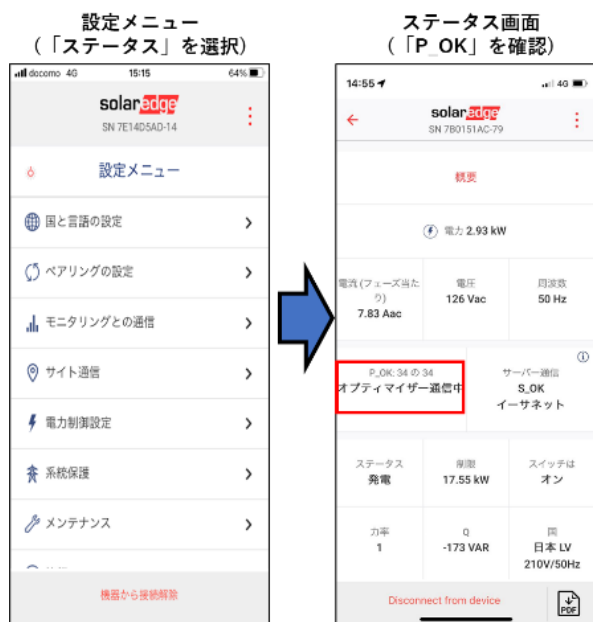 設定メニュー
(「ステータス」を選択)
docomo 4G 15:15 64%
solaredge
SN 7E14D5AD-14
設定メニュー
国と言語の設定
ペアリングの設定
モニタリングとの通信
サイト通信
電力制御設定
系統保護
メンテナンス
機器から接続解除
ステータス画面
(「P_OK」を確認)
14:55 4G
solaredge
SN 7B0151AC-79
概要
電力 2.93 kW
電流 (フェーズ当た
り)
7.83 Aac
電圧
126 Vac
周波数
50 Hz
P_OK: 34 の 34
オプティマイザー通信中
サーバー通信
S_OK
イーサネット
ステータス
発電
制限
17.55 kW
スイッチは
オン
力率
1
Q
-173 VAR
国
日本 LV
210V/50Hz
Disconnect from device
PDF